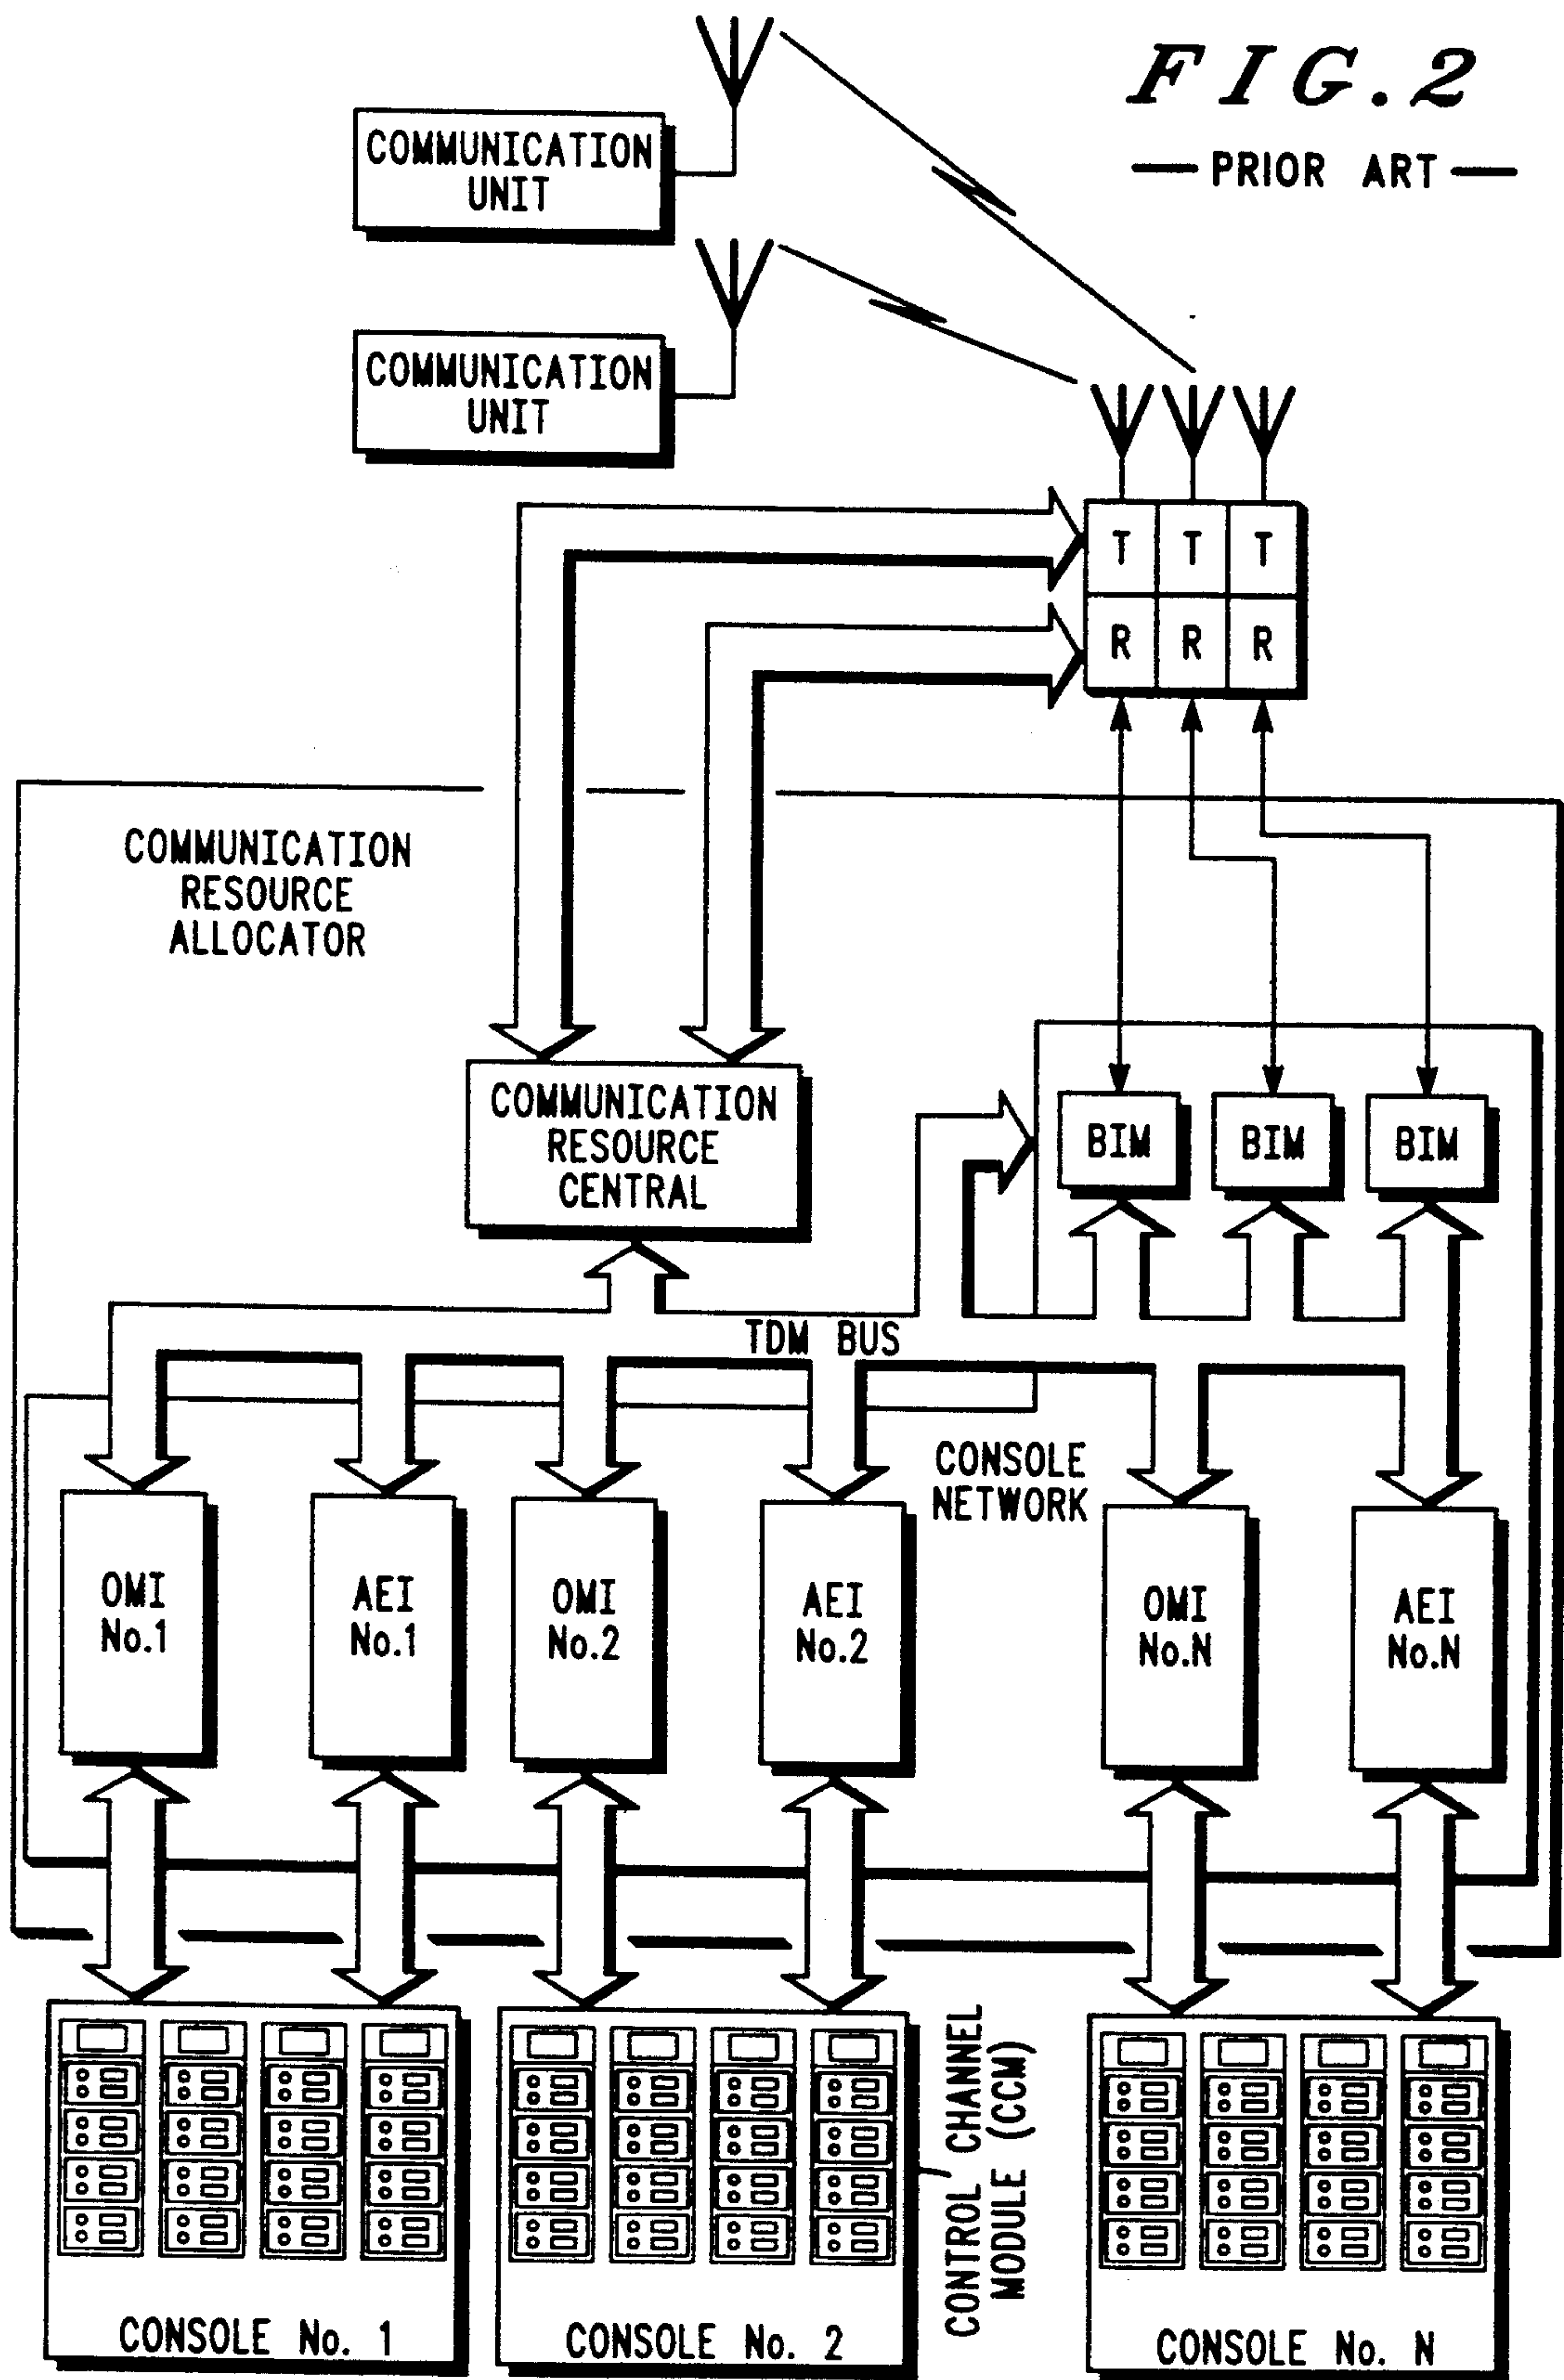 FIG.2
— PRIOR ART —
COMMUNICATION
UNIT
COMMUNICATION
UNIT
T T T
R R R
COMMUNICATION
RESOURCE
ALLOCATOR
COMMUNICATION
RESOURCE
CENTRAL
BIM BIM BIM
TDM BUS
CONSOLE
NETWORK
OMI
No.1
AEI
No.1
OMI
No.2
AEI
No.2
OMI
No.N
AEI
No.N
CONTROL CHANNEL
MODULE (CCM)
CONSOLE No. 1
CONSOLE No. 2
CONSOLE No. N